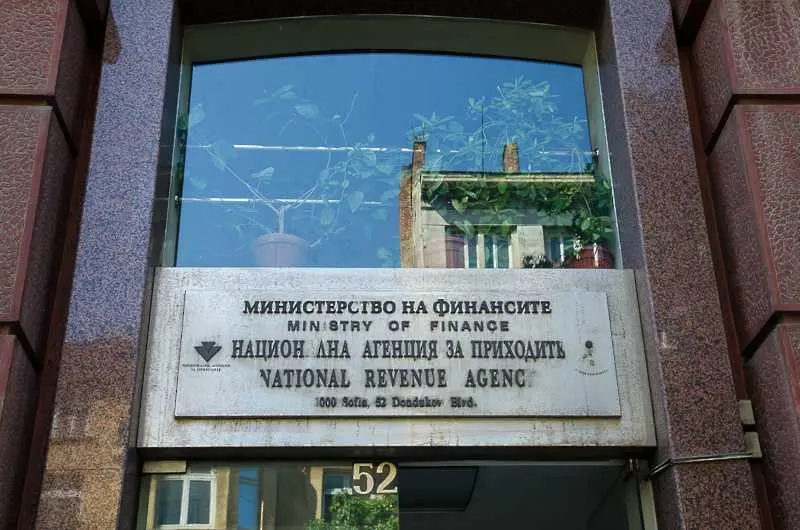 МИНИСТЕРСТВО НА ФИНАНСИТЕ
MINISTRY OF FINANCE
НАЦИОН ЛНА АГЕНЦИЯ ЗА ПРИХОДИТЕ
NATIONAL REVENUE AGENC
1000 Sofia, 52 Dondukov Blvd.
52